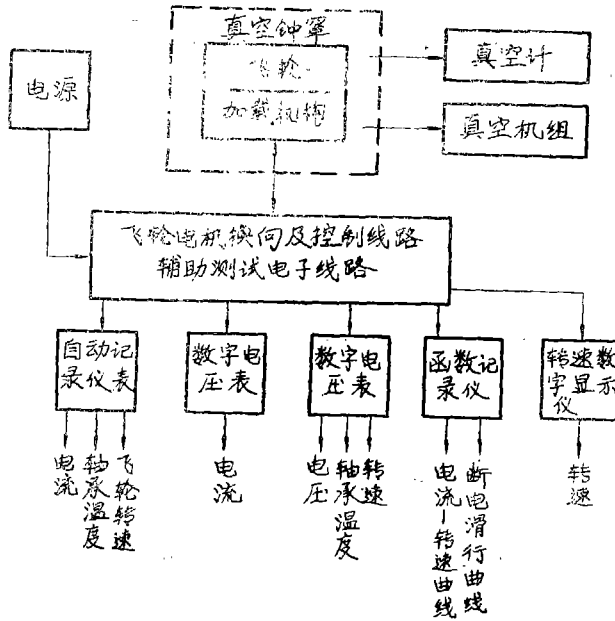 真空钟罩
飞轮
加载机构
电源
真空计
真空机组
飞轮电机换向及控制线路
辅助测试电子线路
自动记
录仪表
数字电
压表
数字电
压表
函数记
录仪
转速数
字显示
仪
电流
轴承温度
飞轮转速
电流
电压
轴承温度
转速
电流-转速曲线
断电滑行曲线
转速